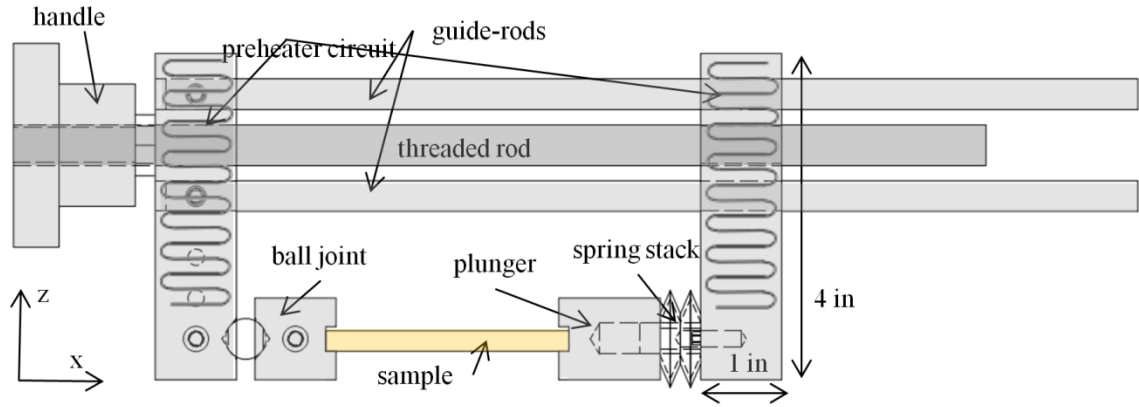 handle
guide-rods
preheater circuit
threaded rod
ball joint
plunger
spring stack
z
4 in
x
sample
1 in